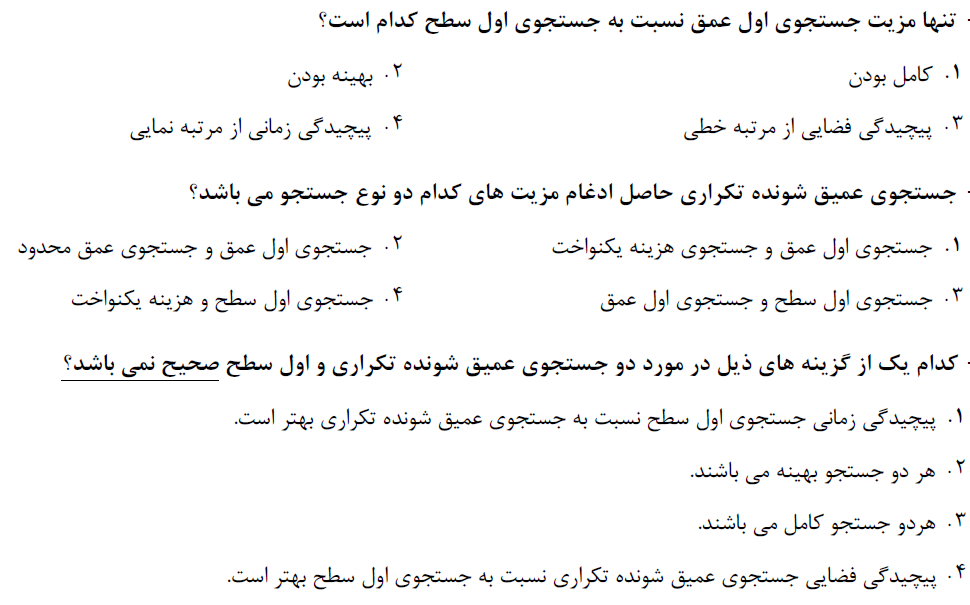 - تنها مزیت جستجوی اول عمق نسبت به جستجوی اول سطح کدام است؟
۱. کامل بودن ۲. بهینه بودن
۳. پیچیدگی فضایی از مرتبه خطی ۴. پیچیدگی زمانی از مرتبه نمایی
- جستجوی عمیق شونده تکراری حاصل ادغام مزیت های کدام دو نوع جستجو می باشد؟
۱. جستجوی اول عمق و جستجوی هزینه یکنواخت ۲. جستجوی اول عمق و جستجوی عمق محدود
۳. جستجوی اول سطح و جستجوی اول عمق ۴. جستجوی اول سطح و هزینه یکنواخت
- کدام یک از گزینه های ذیل در مورد دو جستجوی عمیق شونده تکراری و اول سطح صحیح نمی باشد؟
۱. پیچیدگی زمانی جستجوی اول سطح نسبت به جستجوی عمیق شونده تکراری بهتر است.
۲. هر دو جستجو بهینه می باشند.
۳. هردو جستجو کامل می باشند.
۴. پیچیدگی فضایی جستجوی عمیق شونده تکراری نسبت به جستجوی اول سطح بهتر است.